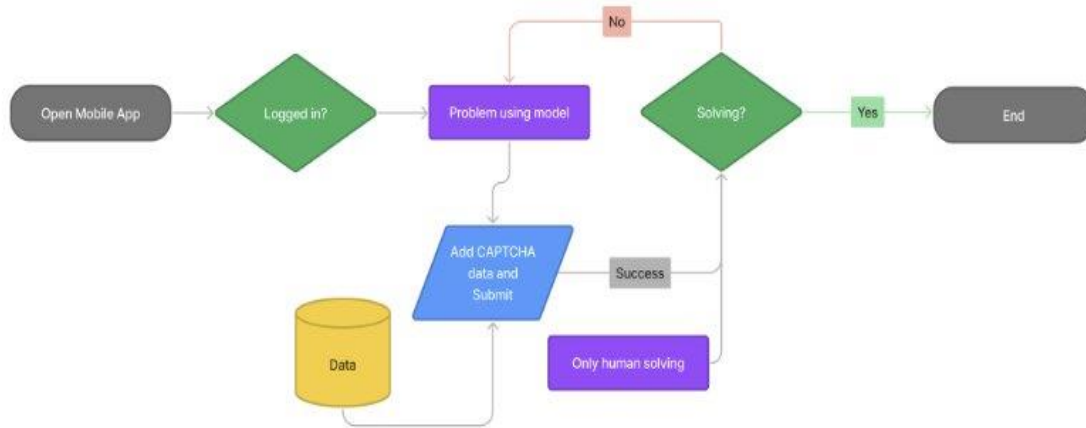 No
Open Mobile App
Logged in?
Problem using model
Solving?
Yes
End
Add CAPTCHA
data and
Submit
Success
Data
Only human solving